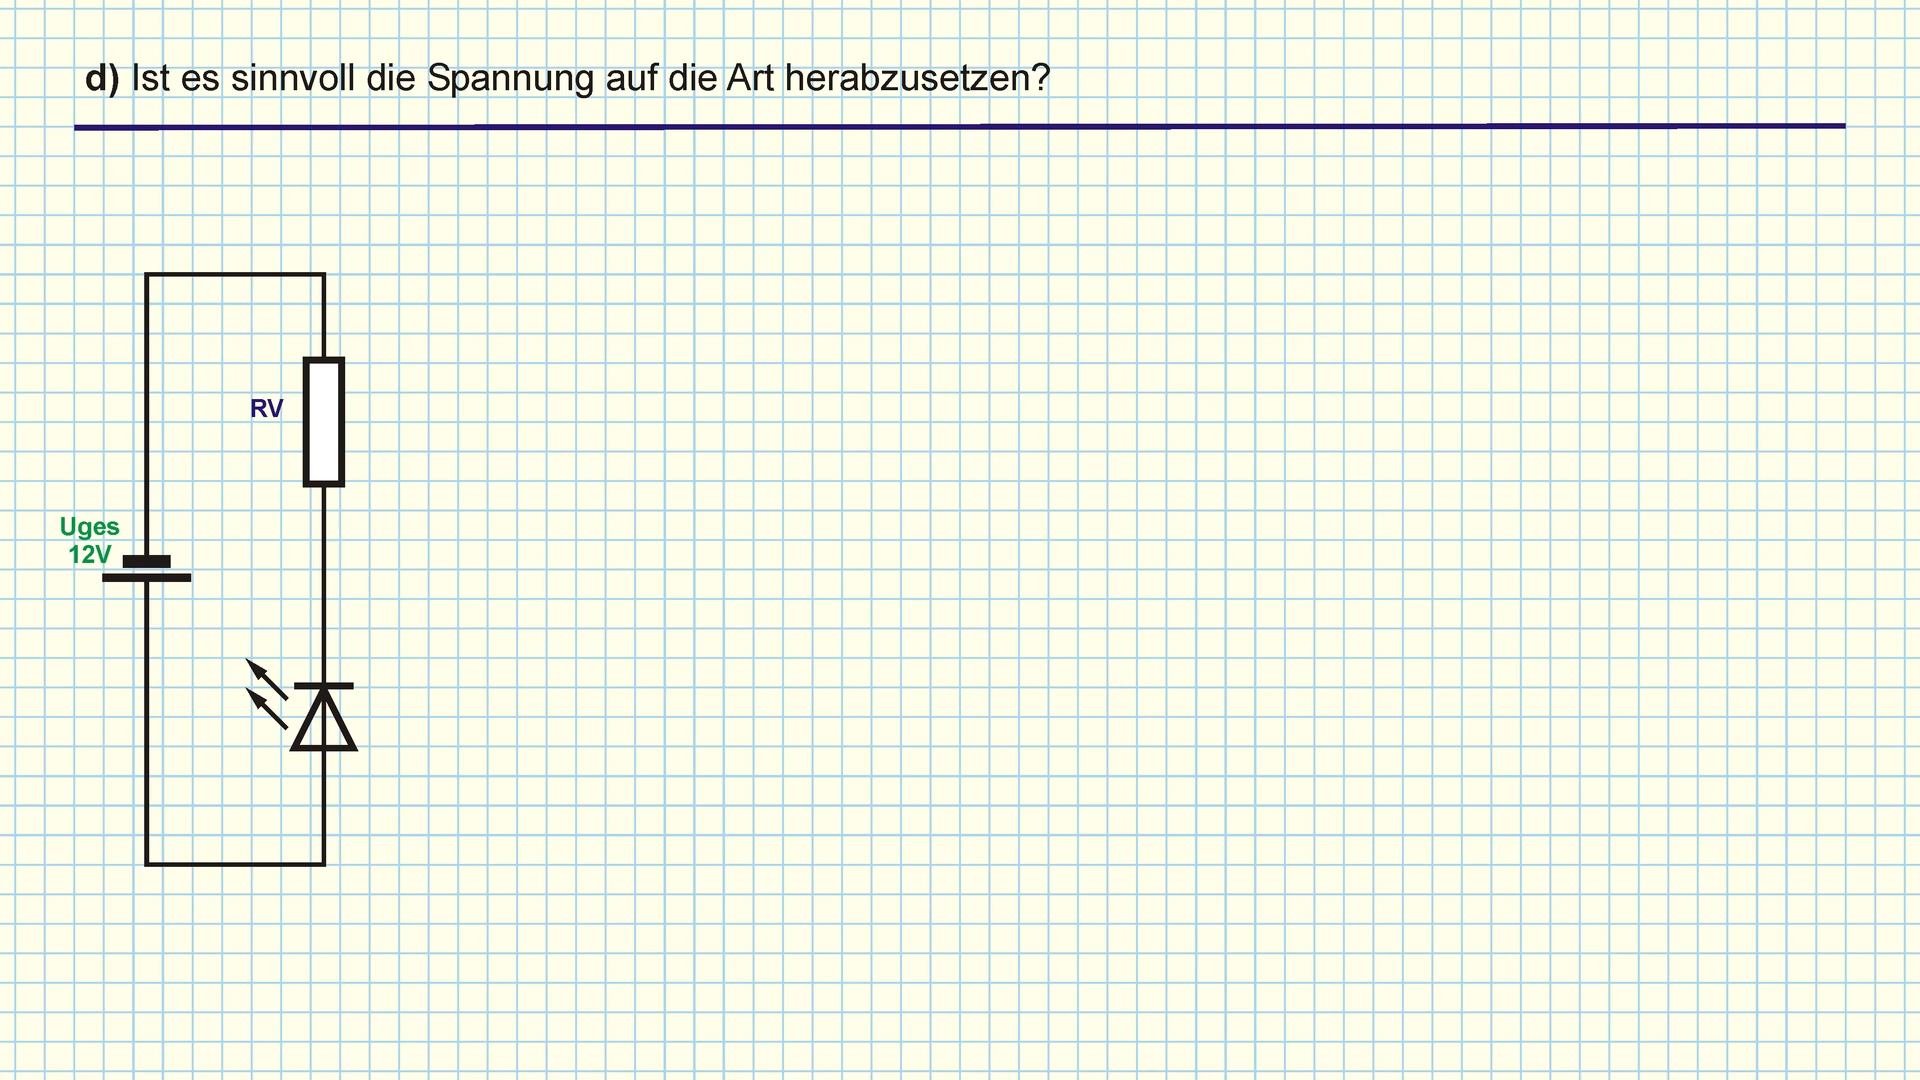 d) Ist es sinnvoll die Spannung auf die Art herabzusetzen?
RV
Uges
12V